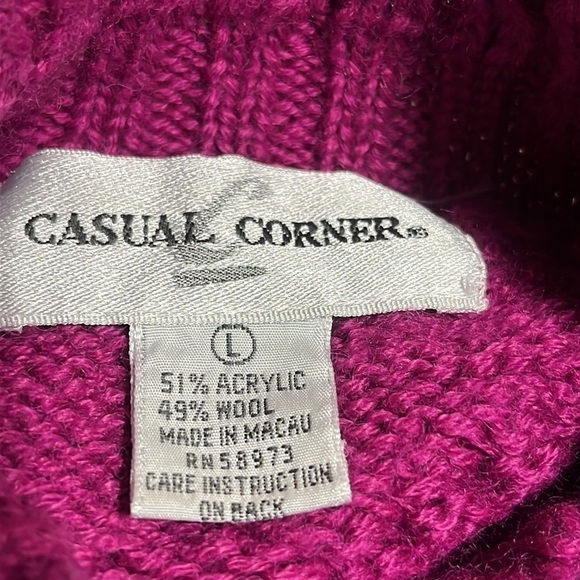 CASUAL CORNER
L
51% ACRYLIC
49% WOOL
MADE IN MACAU
RN58973
CARE INSTRUCTION
ON BACK